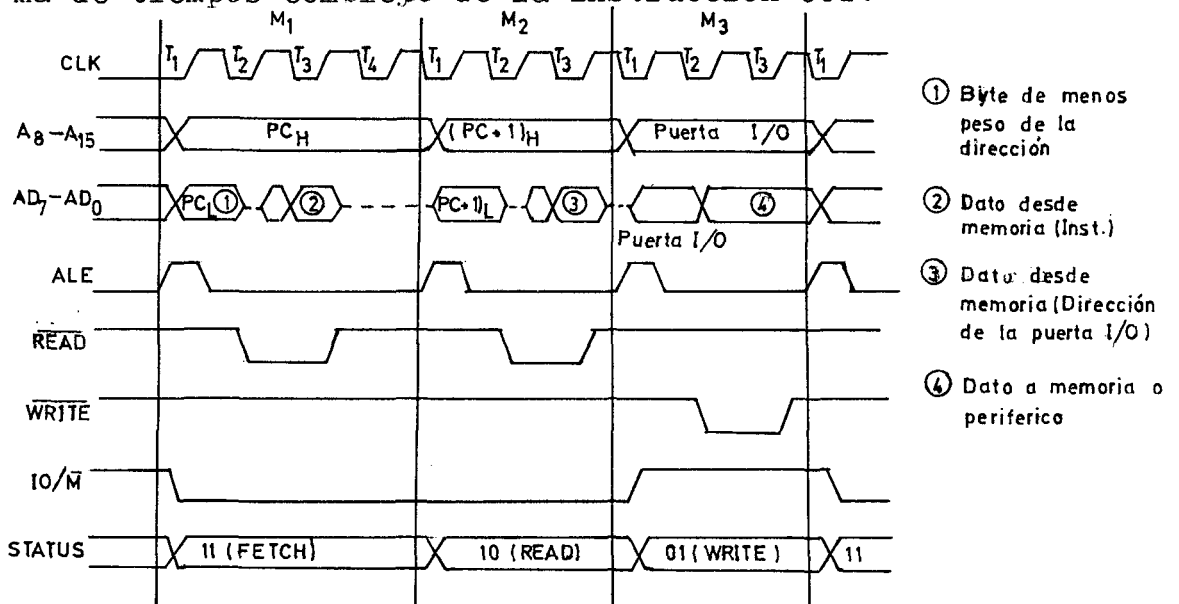 M1 M2 M3
CLK T1 T2 T3 T4 T1 T2 T3 T1 T2 T3 T1
A8-A15 PCH (PC+1)H Puerta I/O
AD7-AD0 PCL ① ② (PC+1)L ③ ④
Puerta I/O
ALE
READ
WRITE
IO/M̄
STATUS 11 (FETCH) 10 (READ) 01 (WRITE) 11
① Byte de menos
peso de la
dirección
② Dato desde
memoria (Inst.)
③ Dato desde
memoria (Dirección
de la puerta I/O)
④ Dato a memoria o
periferico